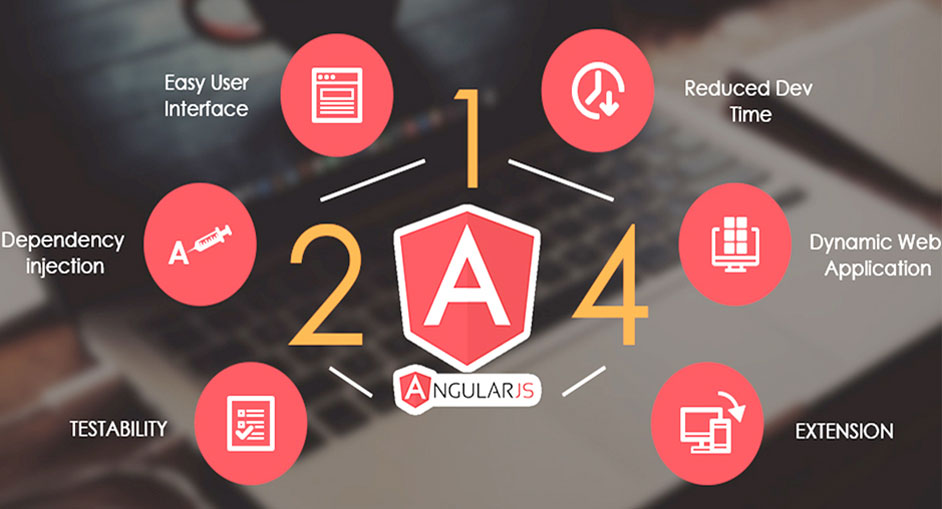 Easy User
Interface
Reduced Dev
Time
1
Dependency
injection
A
2
A
4
Dynamic Web
Application
TESTABILITY
ANGULARJS
EXTENSION